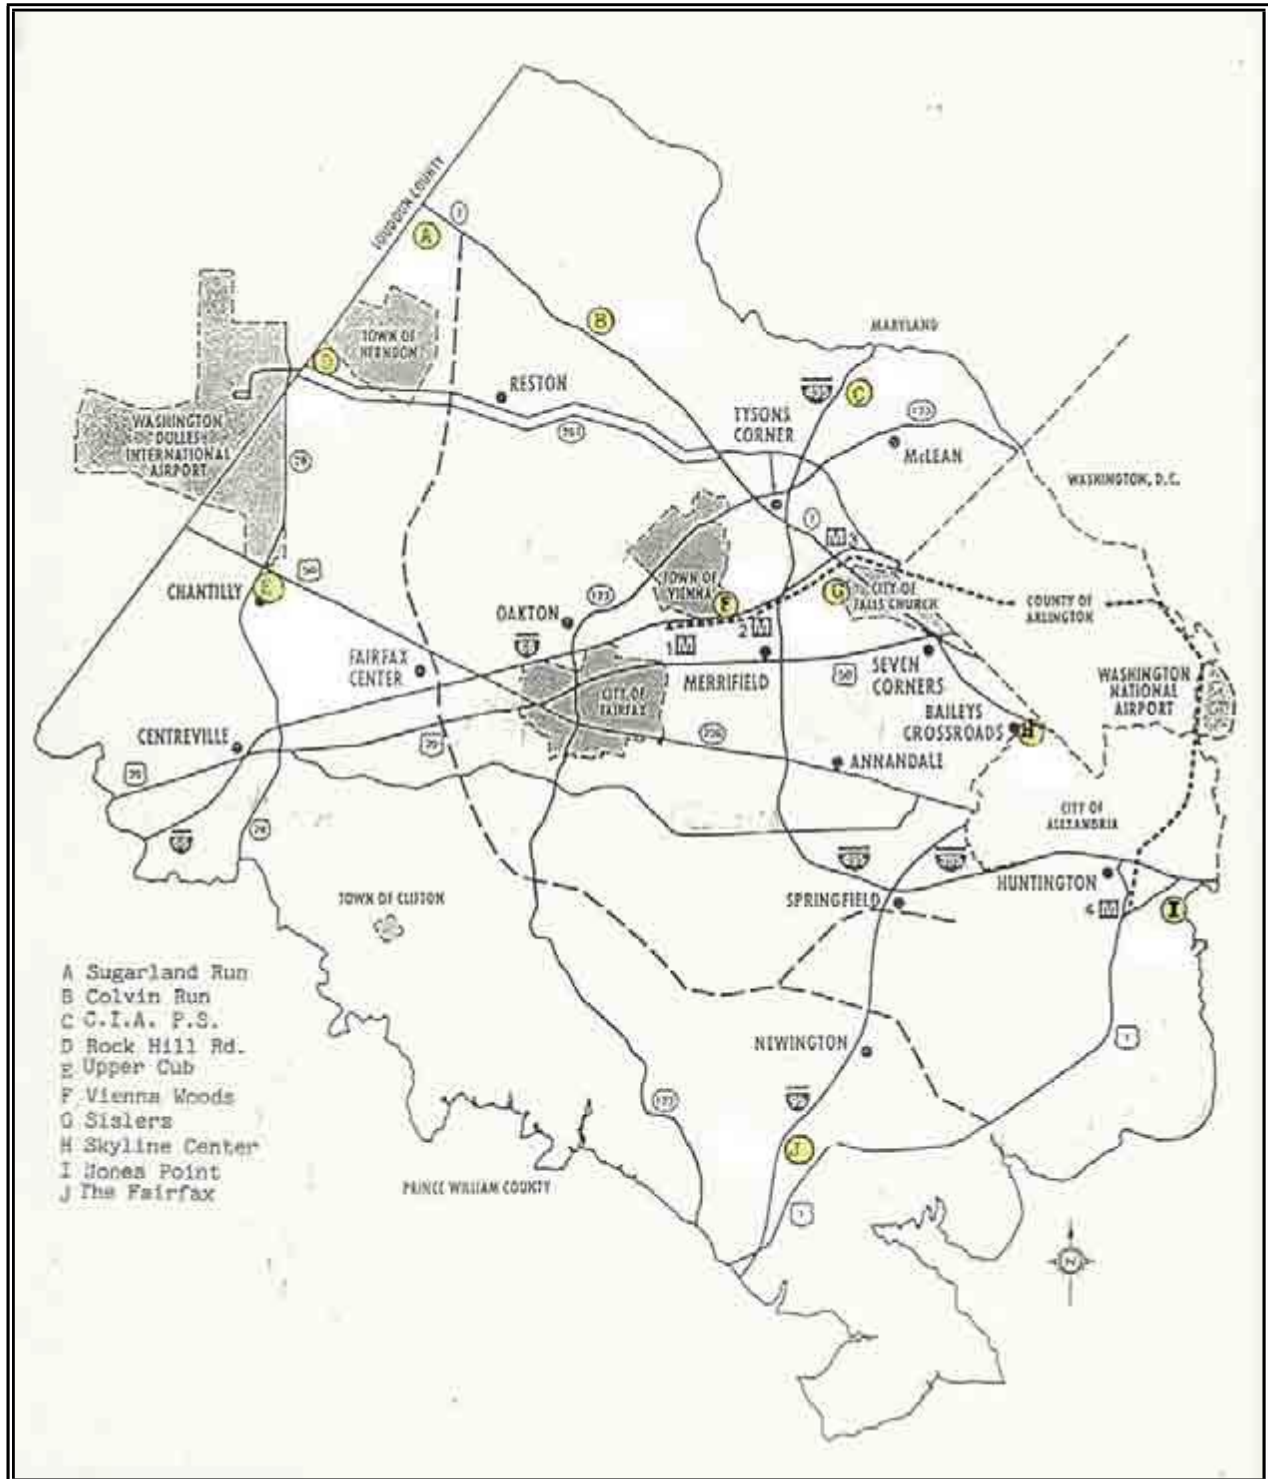 LOUDOUN COUNTY
7
A
B
TOWN OF
HERNDON
D
MARYLAND
RESTON
C
TYSONS
CORNER
123
McLEAN
WASHINGTON
DULLES
INTERNATIONAL
AIRPORT
28
267
WASHINGTON, D.C.
7
M 3
50
CHANTILLY
E
TOWN OF
VIENNA
F
G
CITY OF
FALLS CHURCH
COUNTY OF
ARLINGTON
OAKTON
123
66
1 M
2 M
FAIRFAX
CENTER
MERRIFIELD
50
SEVEN
CORNERS
WASHINGTON
NATIONAL
AIRPORT
CITY OF
FAIRFAX
BAILEYS
CROSSROADS
H
CENTREVILLE
29
29
236
ANNANDALE
CITY OF
ALEXANDRIA
66
28
TOWN OF CLIFTON
SPRINGFIELD
HUNTINGTON
4 M
I
A Sugarland Run
B Colvin Run
C C.I.A. P.S.
D Rock Hill Rd.
E Upper Cub
F Vienna Woods
G Sislers
H Skyline Center
I Jones Point
J The Fairfax
NEWINGTON
1
95
123
J
PRINCE WILLIAM COUNTY
1
N